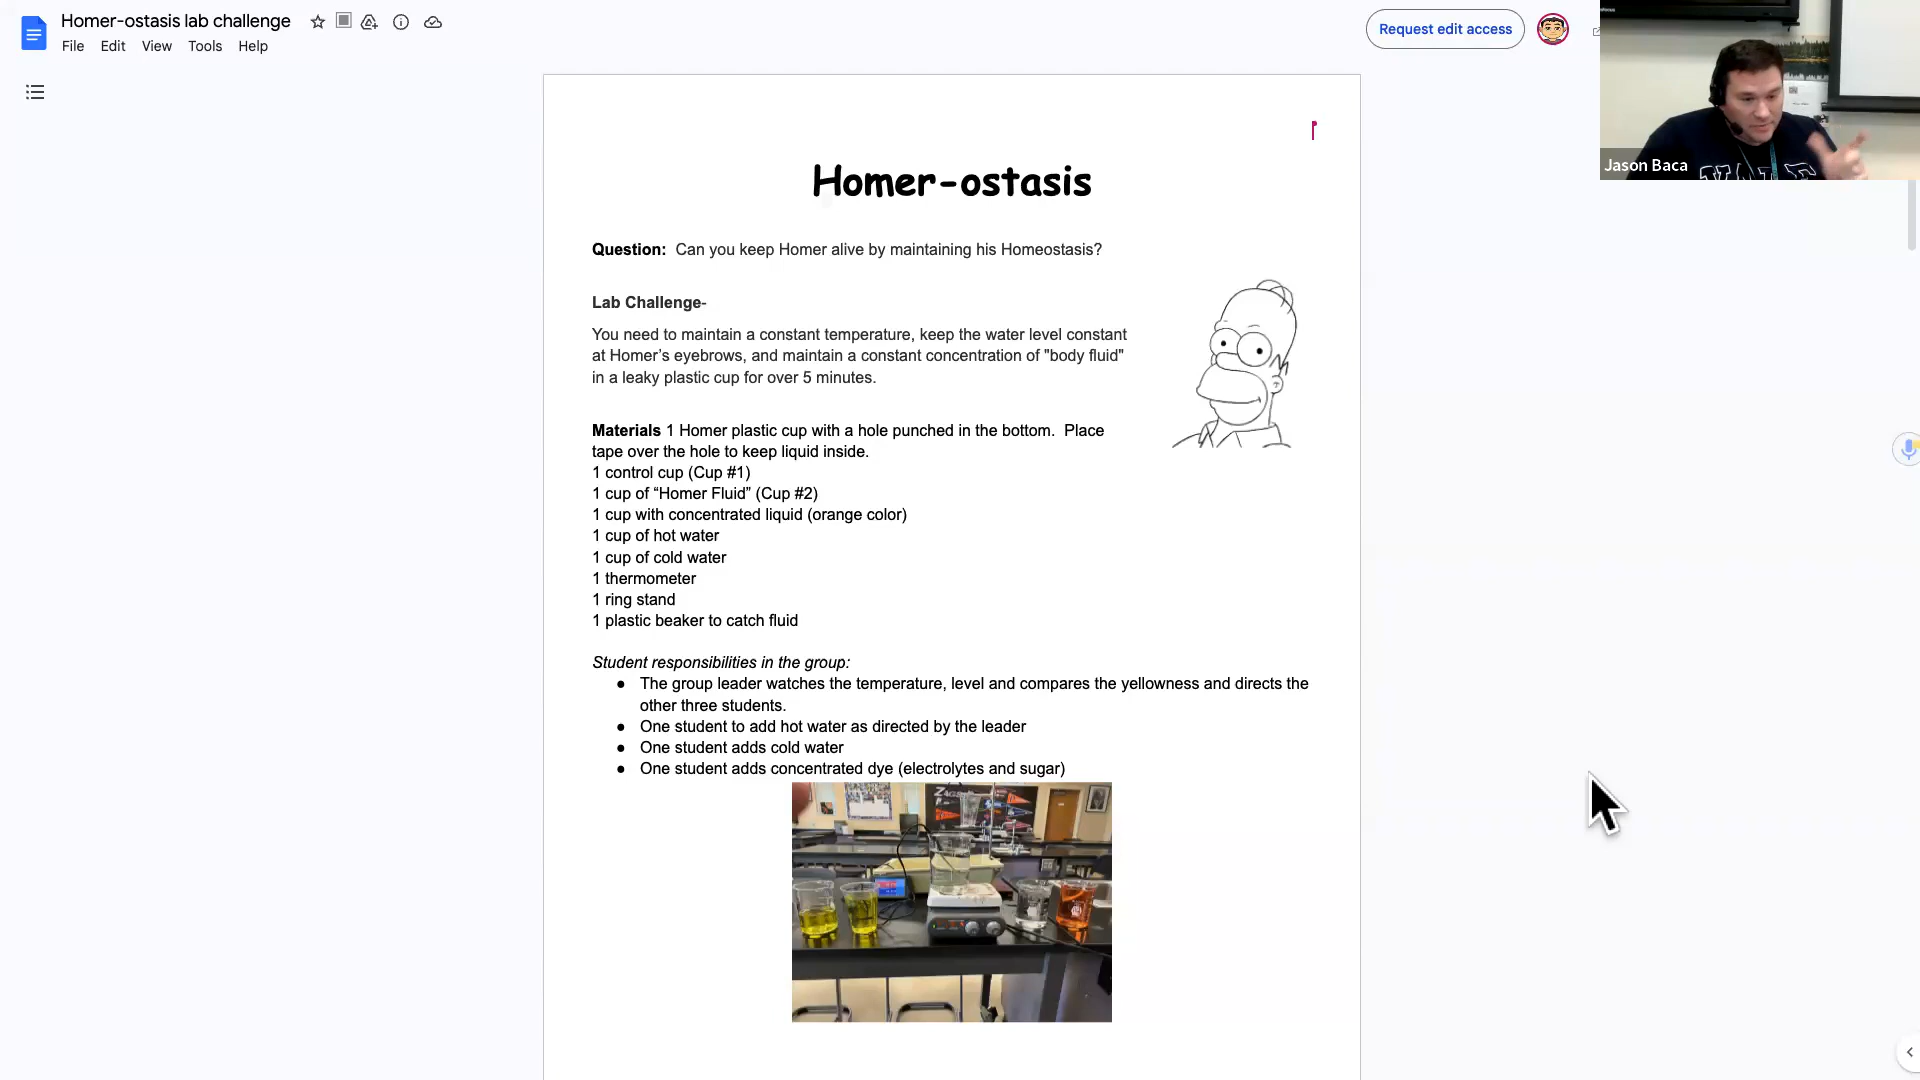 Homer-ostasis lab challenge
File Edit View Tools Help
Request edit access
Jason Baca
Homer-ostasis
Question: Can you keep Homer alive by maintaining his Homeostasis?
Lab Challenge-
You need to maintain a constant temperature, keep the water level constant
at Homer's eyebrows, and maintain a constant concentration of "body fluid"
in a leaky plastic cup for over 5 minutes.
Materials 1 Homer plastic cup with a hole punched in the bottom. Place
tape over the hole to keep liquid inside.
1 control cup (Cup #1)
1 cup of “Homer Fluid” (Cup #2)
1 cup with concentrated liquid (orange color)
1 cup of hot water
1 cup of cold water
1 thermometer
1 ring stand
1 plastic beaker to catch fluid
Student responsibilities in the group:
● The group leader watches the temperature, level and compares the yellowness and directs the
other three students.
● One student to add hot water as directed by the leader
● One student adds cold water
● One student adds concentrated dye (electrolytes and sugar)
ZAGS